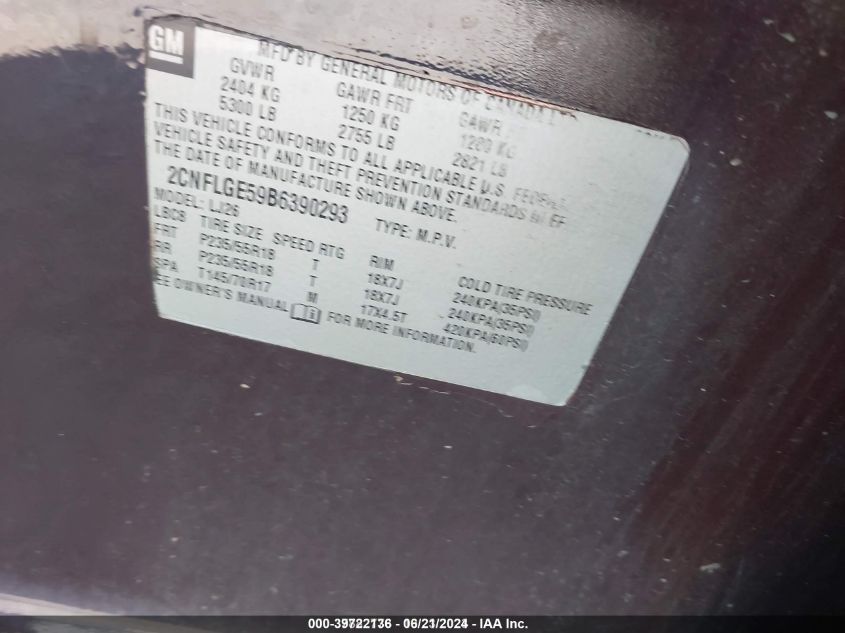 GM
MFD BY GENERAL MOTORS OF CANADA
GVWR GAWR FRT GAWR
2404 KG 1250 KG 1280 KG
5300 LB 2755 LB 2821 LB
THIS VEHICLE CONFORMS TO ALL APPLICABLE U.S. FEDERAL
VEHICLE SAFETY AND THEFT PREVENTION STANDARDS IN EF
THE DATE OF MANUFACTURE SHOWN ABOVE.
2CNFLGE59B6390293 TYPE: M.P.V.
MODEL: LJ26
LBC8 TIRE SIZE SPEED RTG RIM COLD TIRE PRESSURE
FRT P235/55R18 T 18X7J 240KPA(35PSI)
RR P235/55R18 T 18X7J 240KPA(35PSI)
SPA T145/70R17 M 17X4.5T 420KPA(60PSI)
EE OWNER'S MANUAL FOR MORE INFORMATION.
000-39722136 - 06/21/2024 - IAA Inc.